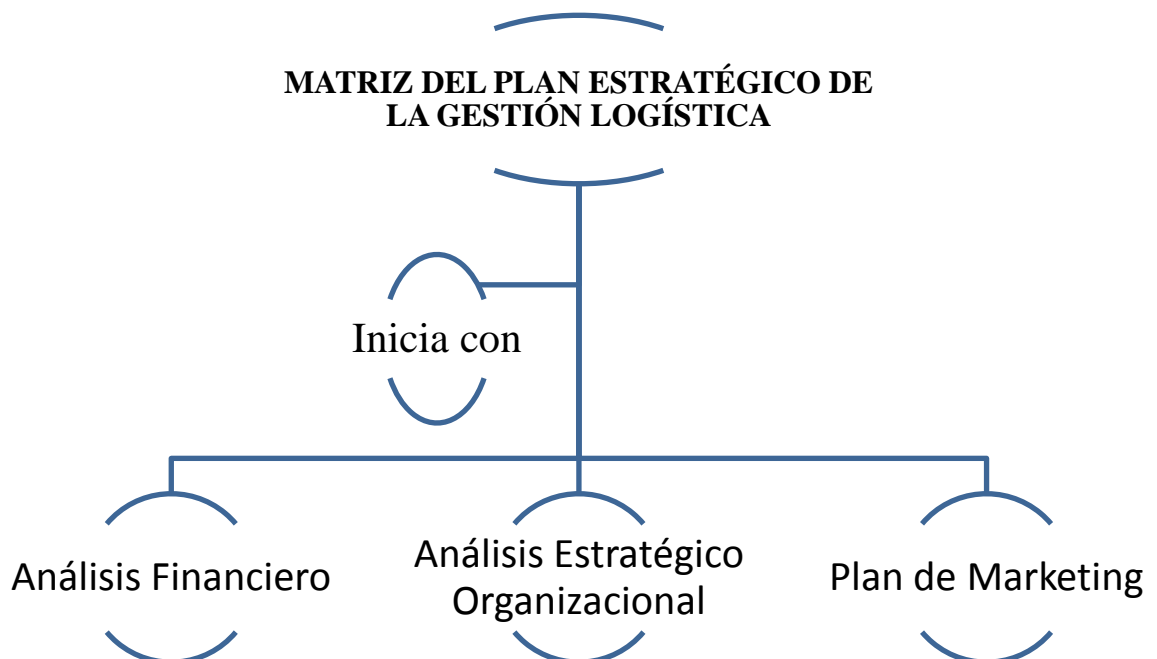 MATRIZ DEL PLAN ESTRATÉGICO DE
LA GESTIÓN LOGÍSTICA
Inicia con
Análisis Financiero
Análisis Estratégico
Organizacional
Plan de Marketing